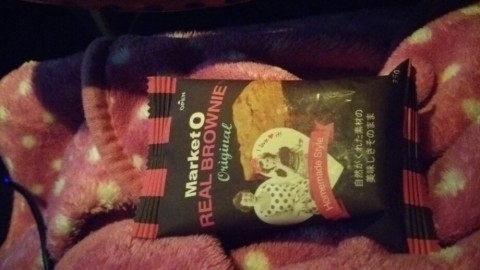 OPEN
Market O
REAL BROWNIE
Original
Homemade Style
自然がくれた素材の
美味しさそのまま